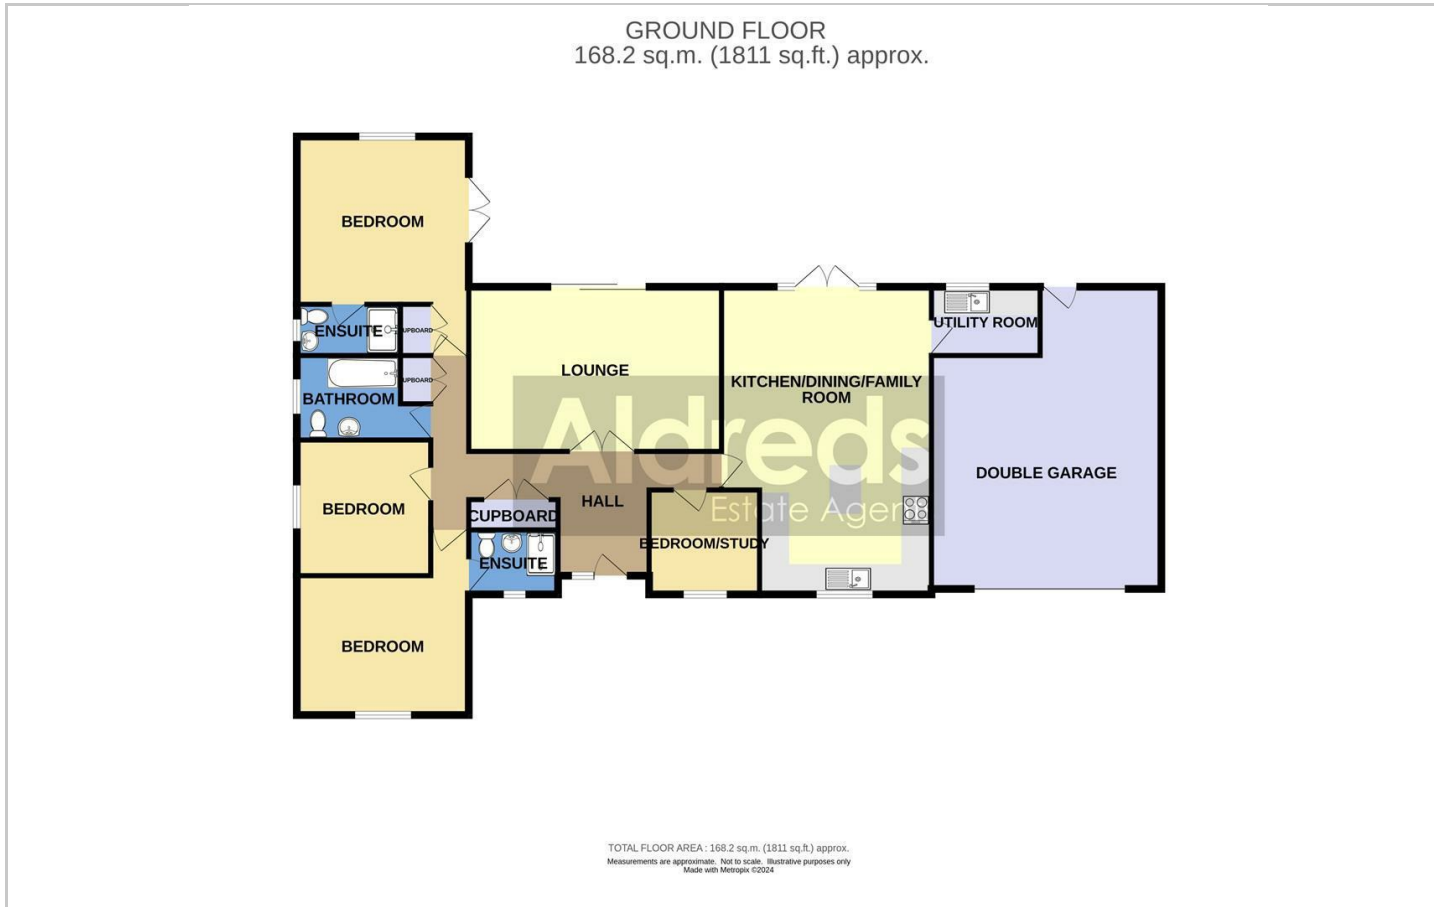 GROUND FLOOR
168.2 sq.m. (1811 sq.ft.) approx.
BEDROOM
ENSUITE
UPBOARD
UTILITY ROOM
LOUNGE
KITCHEN/DINING/FAMILY
ROOM
UPBOARD
BATHROOM
Aldreds
Estate Agen
DOUBLE GARAGE
BEDROOM
CUPBOARD
HALL
BEDROOM/STUDY
ENSUITE
BEDROOM
TOTAL FLOOR AREA : 168.2 sq.m. (1811 sq.ft.) approx.
Measurements are approximate. Not to scale. Illustrative purposes only
Made with Metropix ©2024